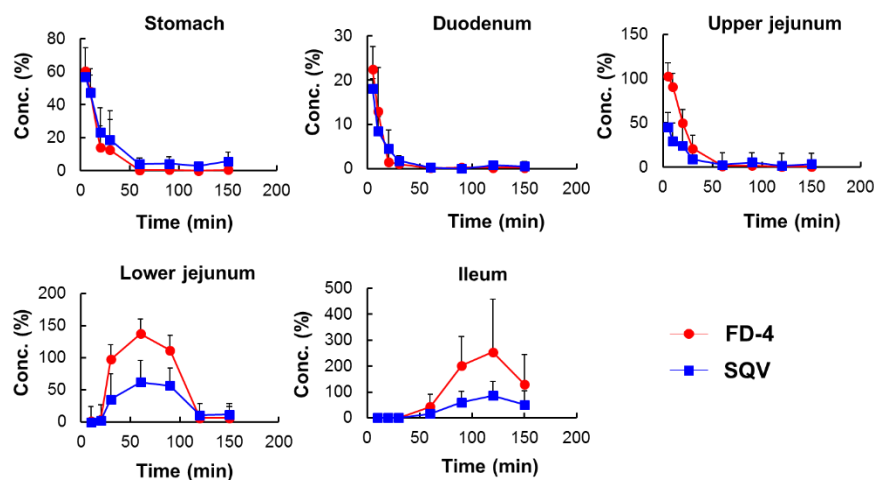 Stomach
Conc. (%)
80
60
40
20
0
0 50 100 150 200
Time (min)
Duodenum
Conc. (%)
30
20
10
0
0 50 100 150 200
Time (min)
Upper jejunum
Conc. (%)
150
100
50
0
0 50 100 150 200
Time (min)
Lower jejunum
Conc. (%)
200
150
100
50
0
0 50 100 150 200
Time (min)
Ileum
Conc. (%)
500
400
300
200
100
0
0 50 100 150 200
Time (min)
FD-4
SQV